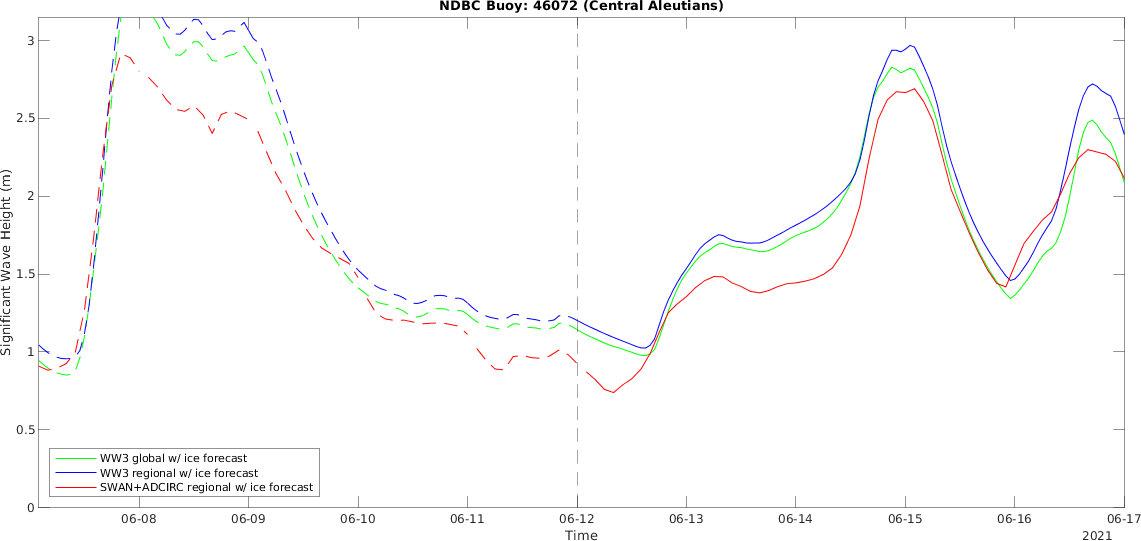 NDBC Buoy: 46072 (Central Aleutians)
3
2.5
2
1.5
1
0.5
0
Significant Wave Height (m)
WW3 global w/ ice forecast
WW3 regional w/ ice forecast
SWAN+ADCIRC regional w/ ice forecast
06-08 06-09 06-10 06-11 06-12 06-13 06-14 06-15 06-16 06-17
Time
2021